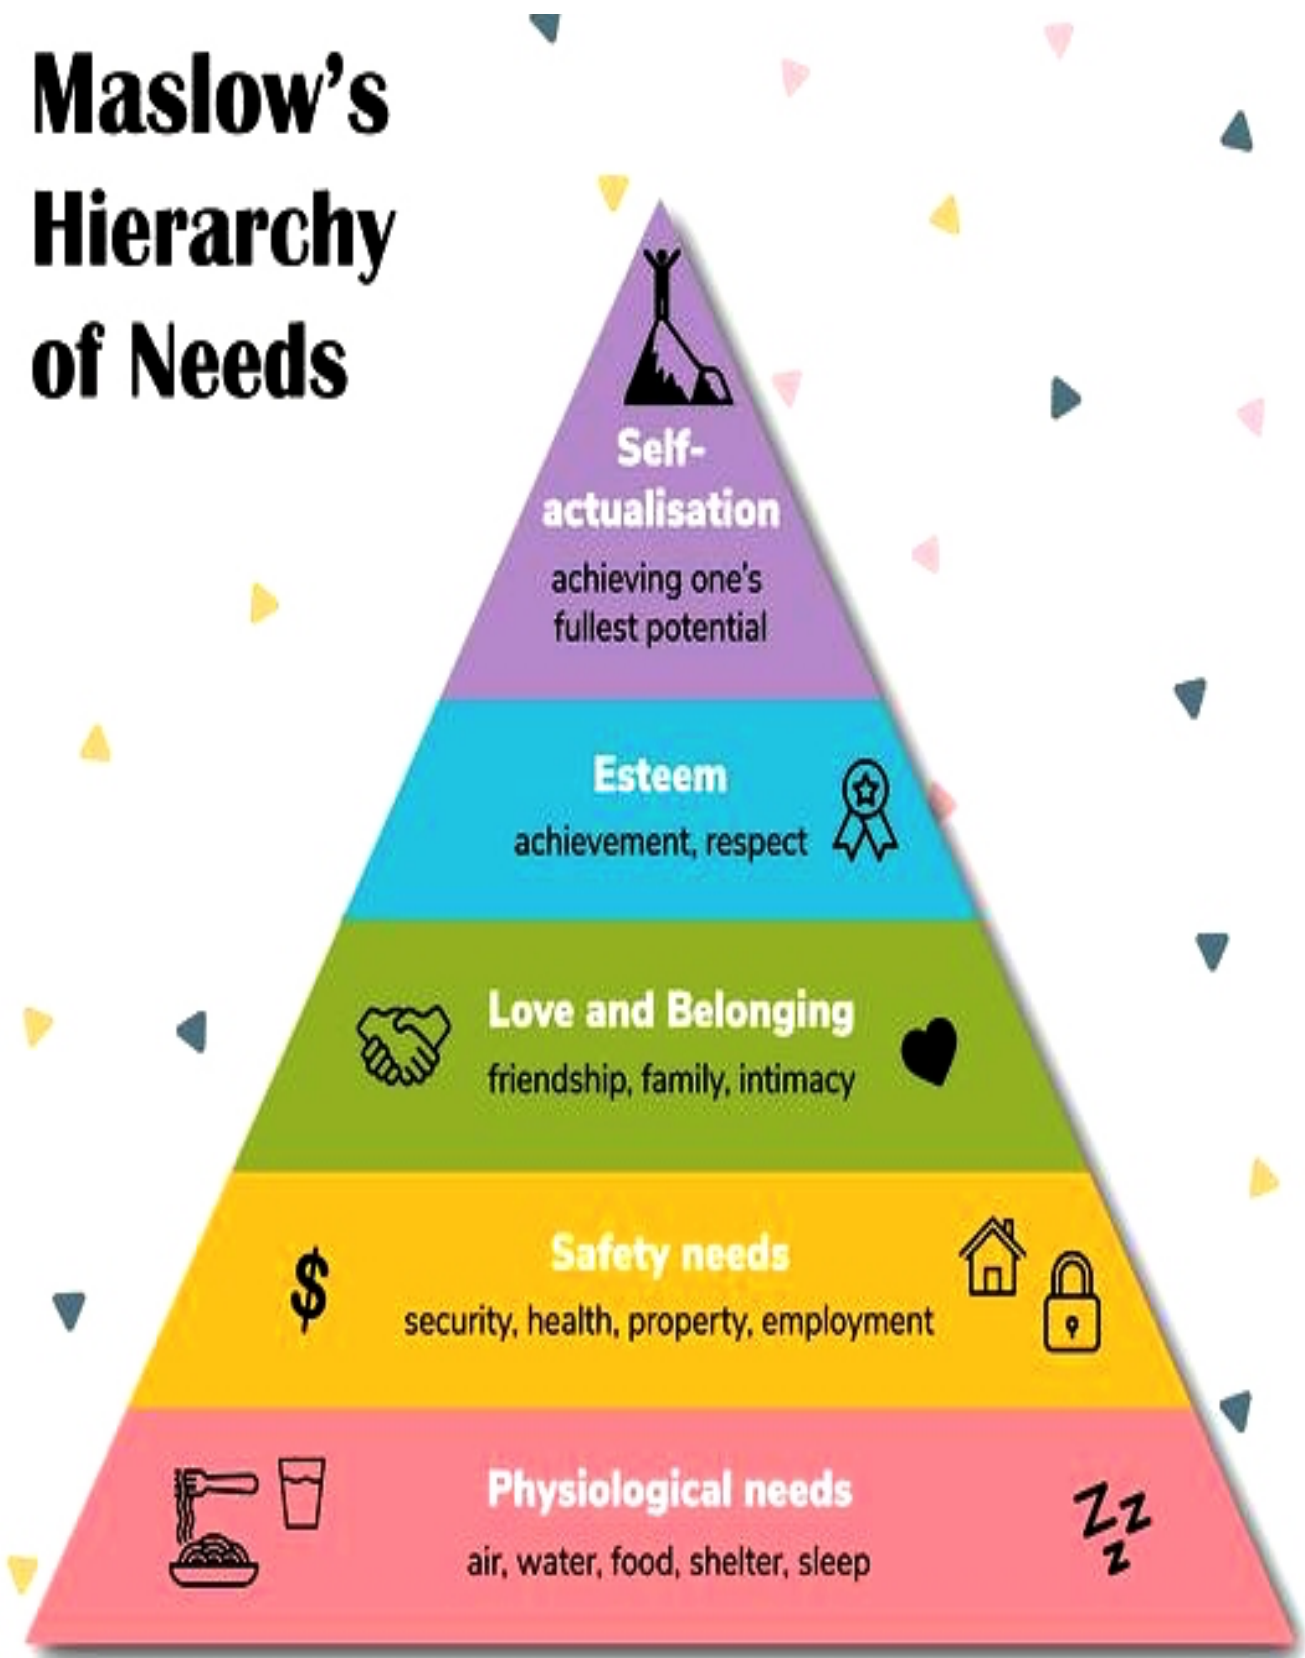 Maslow's
Hierarchy
of Needs
Self-
actualisation
achieving one's
fullest potential
Esteem
achievement, respect
Love and Belonging
friendship, family, intimacy
$
Safety needs
security, health, property, employment
Physiological needs
air, water, food, shelter, sleep
Zzz